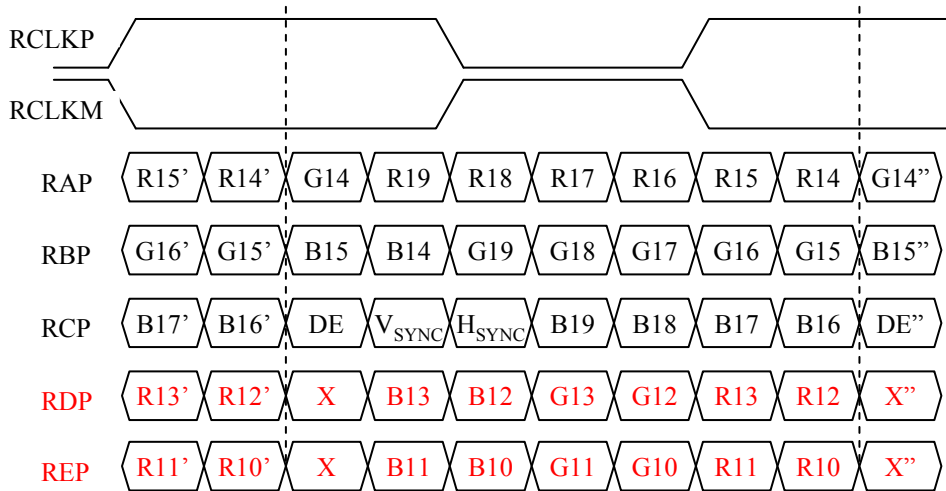 RCLKP
RCLKM
RAP R15’ R14’ G14 R19 R18 R17 R16 R15 R14 G14”
RBP G16’ G15’ B15 B14 G19 G18 G17 G16 G15 B15”
RCP B17’ B16’ DE VSYNC HSYNC B19 B18 B17 B16 DE”
RDP R13’ R12’ X B13 B12 G13 G12 R13 R12 X”
REP R11’ R10’ X B11 B10 G11 G10 R11 R10 X”